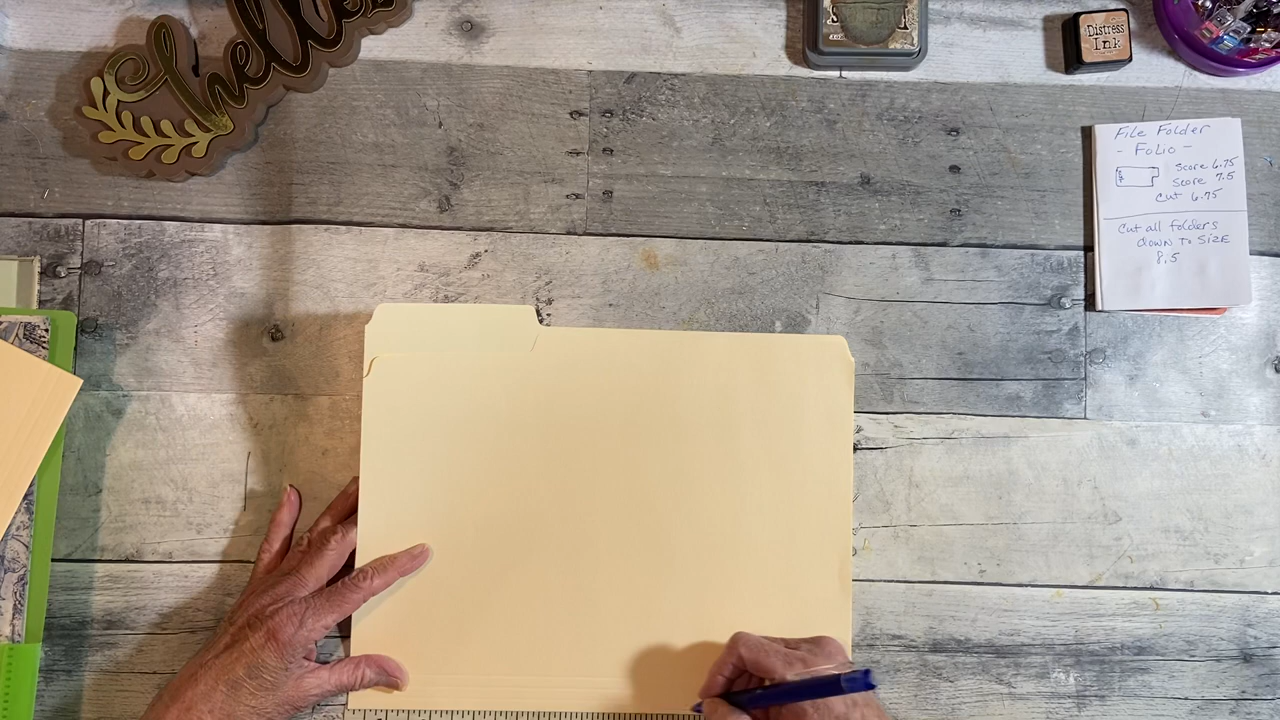 hello
Distress
Ink
File Folder
- Folio -
Score 6.75
Score 7.5
Cut 6.75
Cut all folders
down to SIZE
8.5